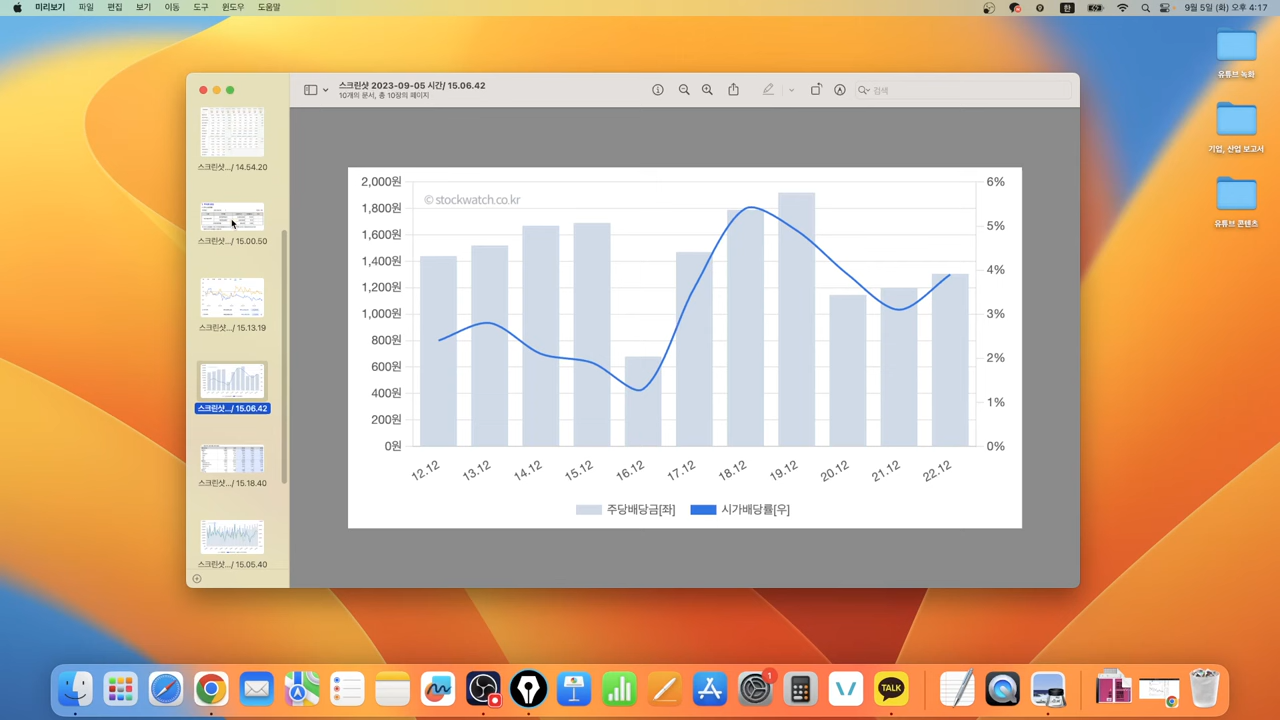 미리보기 파일 편집 보기 이동 도구 윈도우 도움말
한 9월 5일 (화) 오후 4:17
유튜브 녹화
기업, 산업 보고서
유튜브 콘텐츠
스크린샷 2023-09-05 시간/ 15.06.42
10개의 문서, 총 10장의 페이지
검색
스크린샷.../ 14.54.20
스크린샷.../ 15.00.50
스크린샷.../ 15.13.19
스크린샷.../ 15.06.42
스크린샷.../ 15.18.40
스크린샷.../ 15.05.40
© stockwatch.co.kr
2,000원 6%
1,800원
1,600원 5%
1,400원
1,200원 4%
1,000원 3%
800원
600원 2%
400원 1%
200원
0원 0%
12.12 13.12 14.12 15.12 16.12 17.12 18.12 19.12 20.12 21.12 22.12
주당배당금[좌] 시가배당률[우]
1
TALK